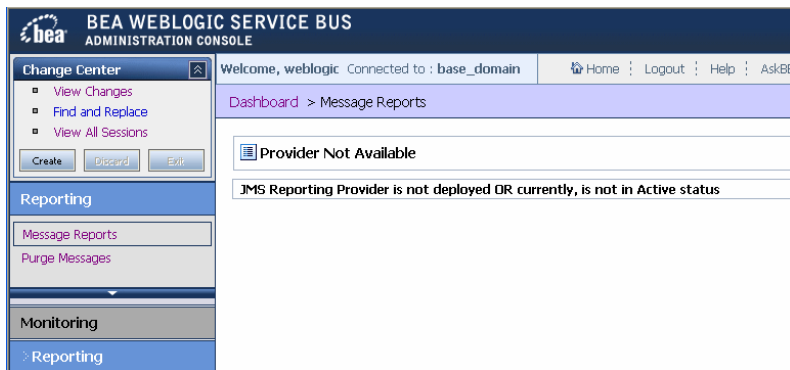 bea
BEA WEBLOGIC SERVICE BUS
ADMINISTRATION CONSOLE
Change Center
View Changes
Find and Replace
View All Sessions
Create Discard Exit
Reporting
Message Reports
Purge Messages
Monitoring
Reporting
Welcome, weblogic Connected to : base_domain Home Logout Help AskBE
Dashboard > Message Reports
Provider Not Available
JMS Reporting Provider is not deployed OR currently, is not in Active status